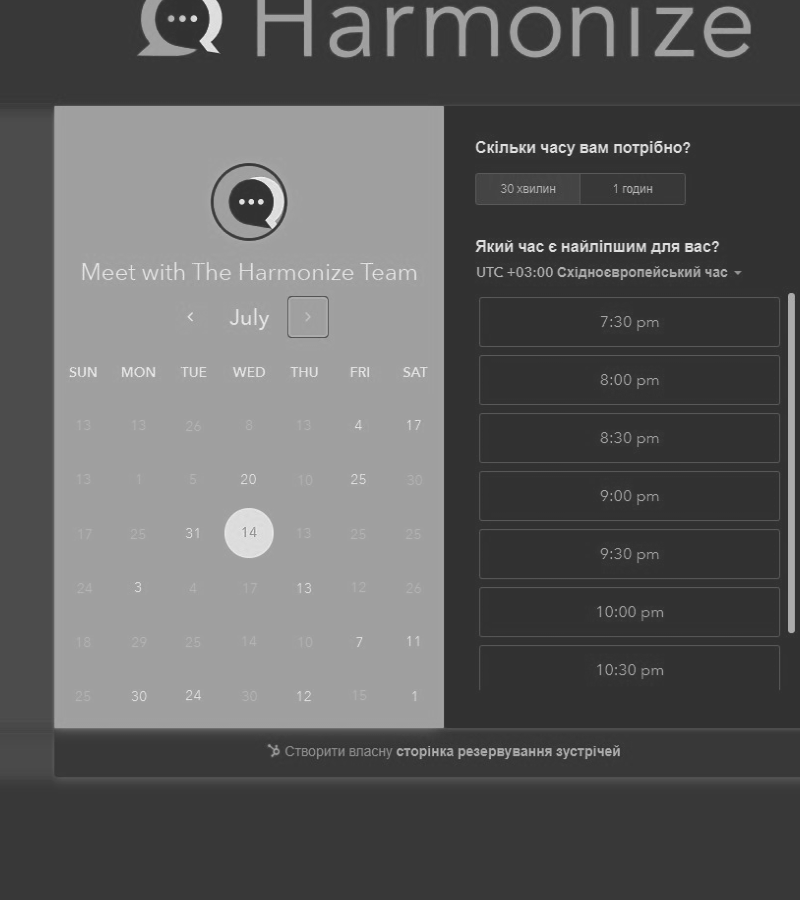 Harmonize
Meet with The Harmonize Team
July
SUN MON TUE WED THU FRI SAT
13 13 26 8 13 4 17
13 1 5 20 10 25 30
17 25 31 14 13 25 25
24 3 4 17 13 12 26
18 29 25 14 10 7 11
25 30 24 30 12 15 1
Скільки часу вам потрібно?
30 хвилин 1 годин
Який час є найліпшим для вас?
UTC +03:00 Східноєвропейський час
7:30 pm
8:00 pm
8:30 pm
9:00 pm
9:30 pm
10:00 pm
10:30 pm
Створити власну сторінка резервування зустрічей